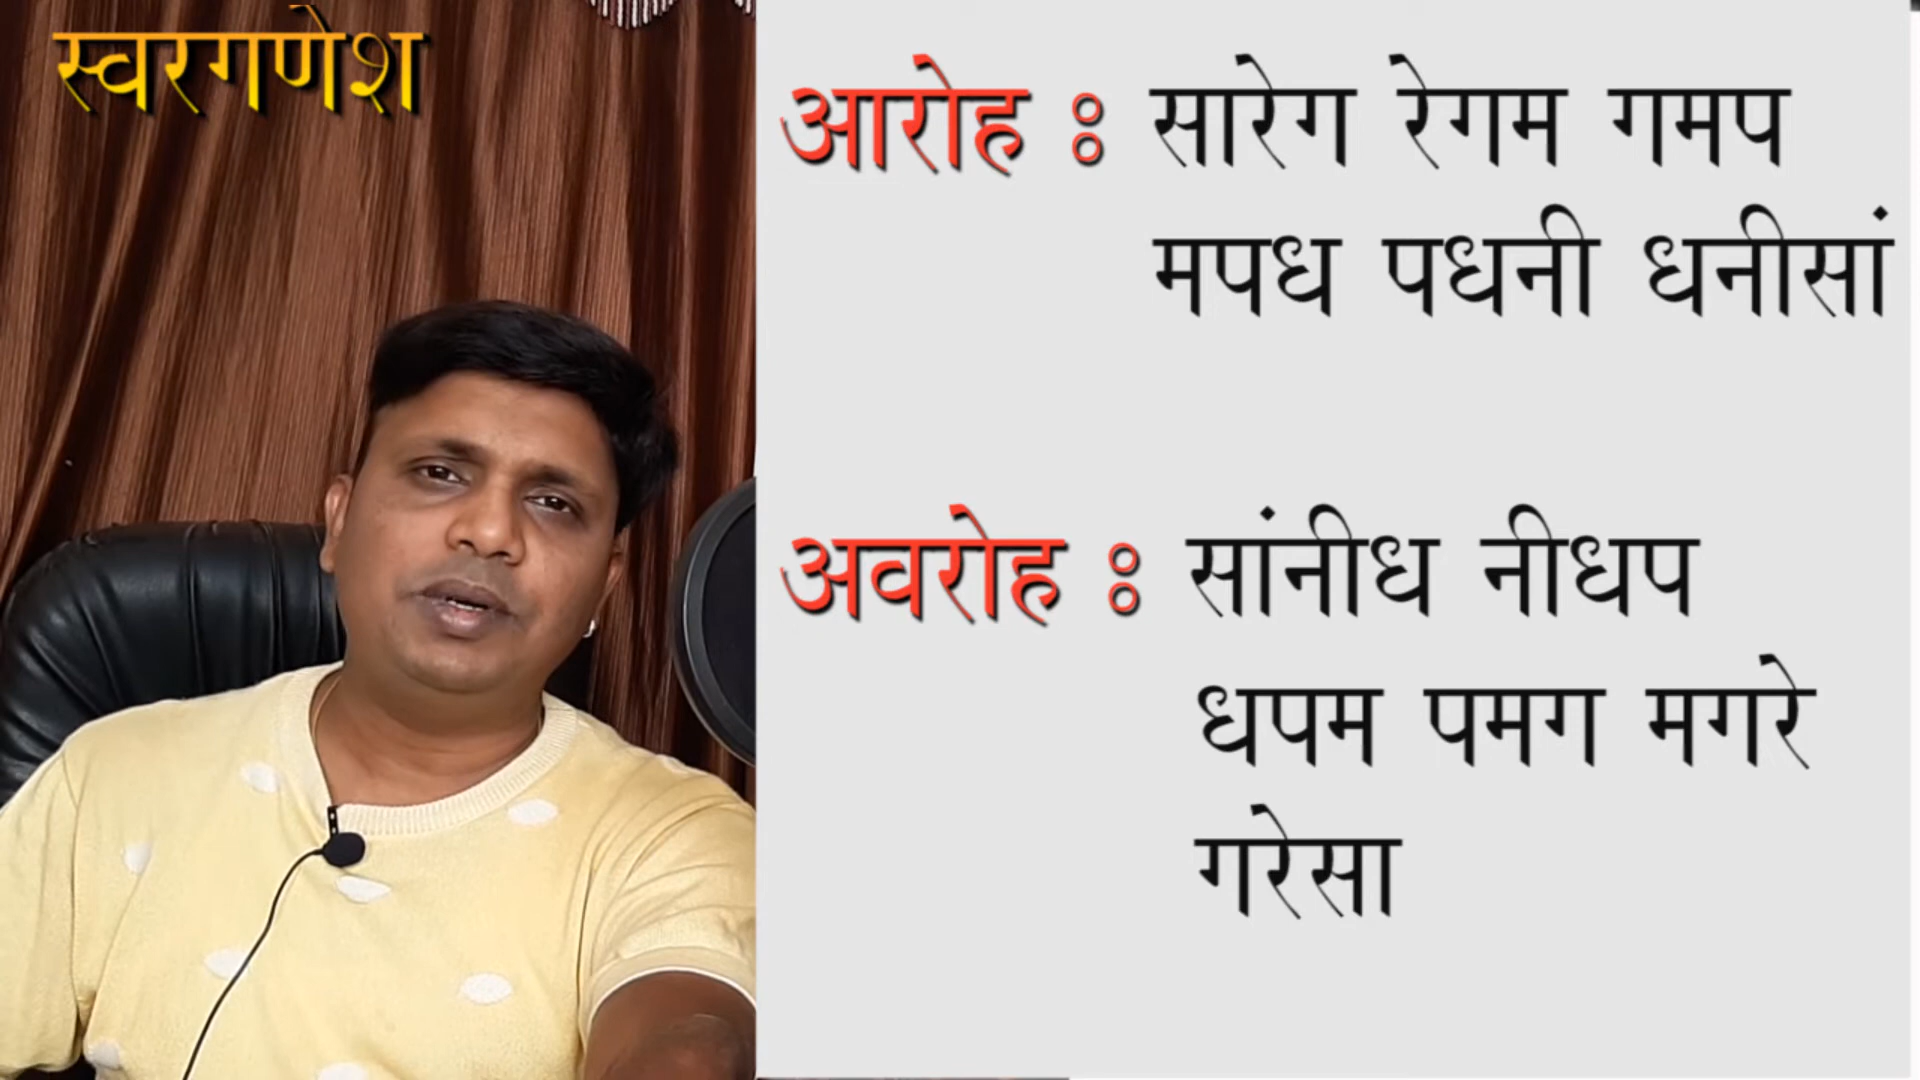 स्वरगणेश
आरोह : सारेग रेगम गमप
मपध पधनी धनीसां
अवरोह : सांनीध नीधप
धपम पमग मगरे
गरेसा